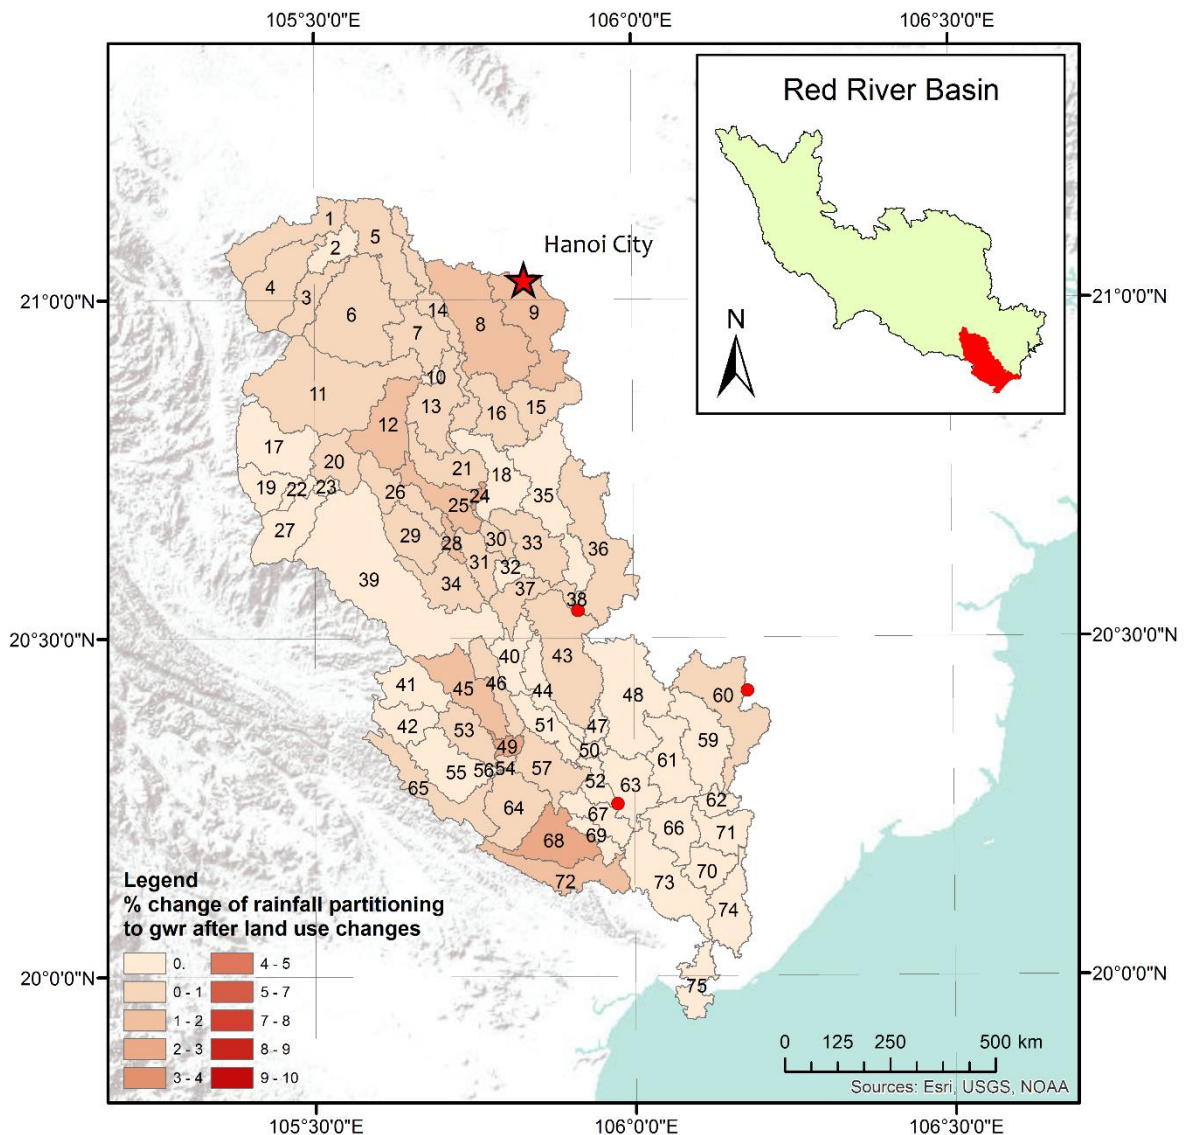 105°30'0"E 106°0'0"E 106°30'0"E
Red River Basin
Hanoi City
N
21°0'0"N 21°0'0"N
20°30'0"N 20°30'0"N
20°0'0"N 20°0'0"N
1
2 5
4 3 6 14 8 9
7
10
11 13 16 15
12
17 20 21 18
19 22 23 26 24 35
25
27 29 28 30 33 36
31 32
39 34 37 38
40 43
41 45 46 44 48 60
42 53 51 47 59
49 50
55 56 54 57 61
65 52 63 62
64 67
68 69 66 71
72 73 70
74
75
Legend
% change of rainfall partitioning
to gwr after land use changes
0. 4 - 5
0 - 1 5 - 7
1 - 2 7 - 8
2 - 3 8 - 9
3 - 4 9 - 10
0 125 250 500 km
Sources: Esri, USGS, NOAA
105°30'0"E 106°0'0"E 106°30'0"E